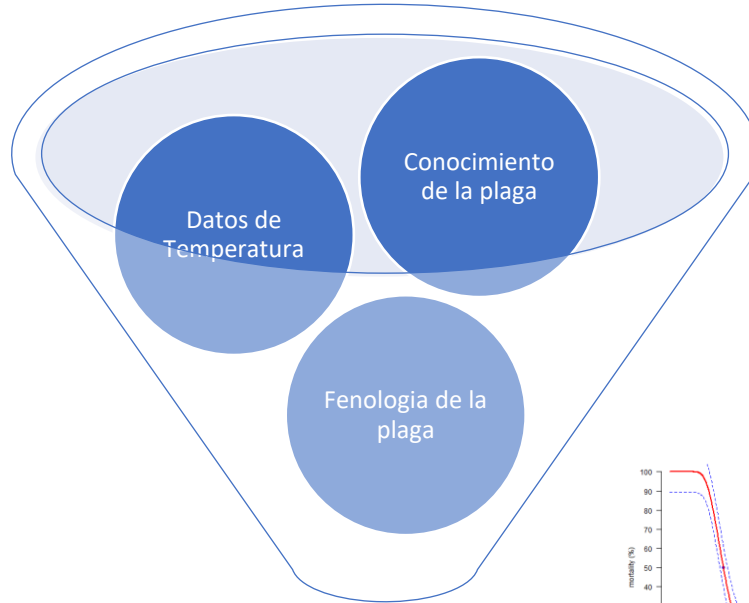 Conocimiento
de la plaga
Datos de
Temperatura
Fenologia de la
plaga
100
90
80
70
60
50
40
mortality (%)